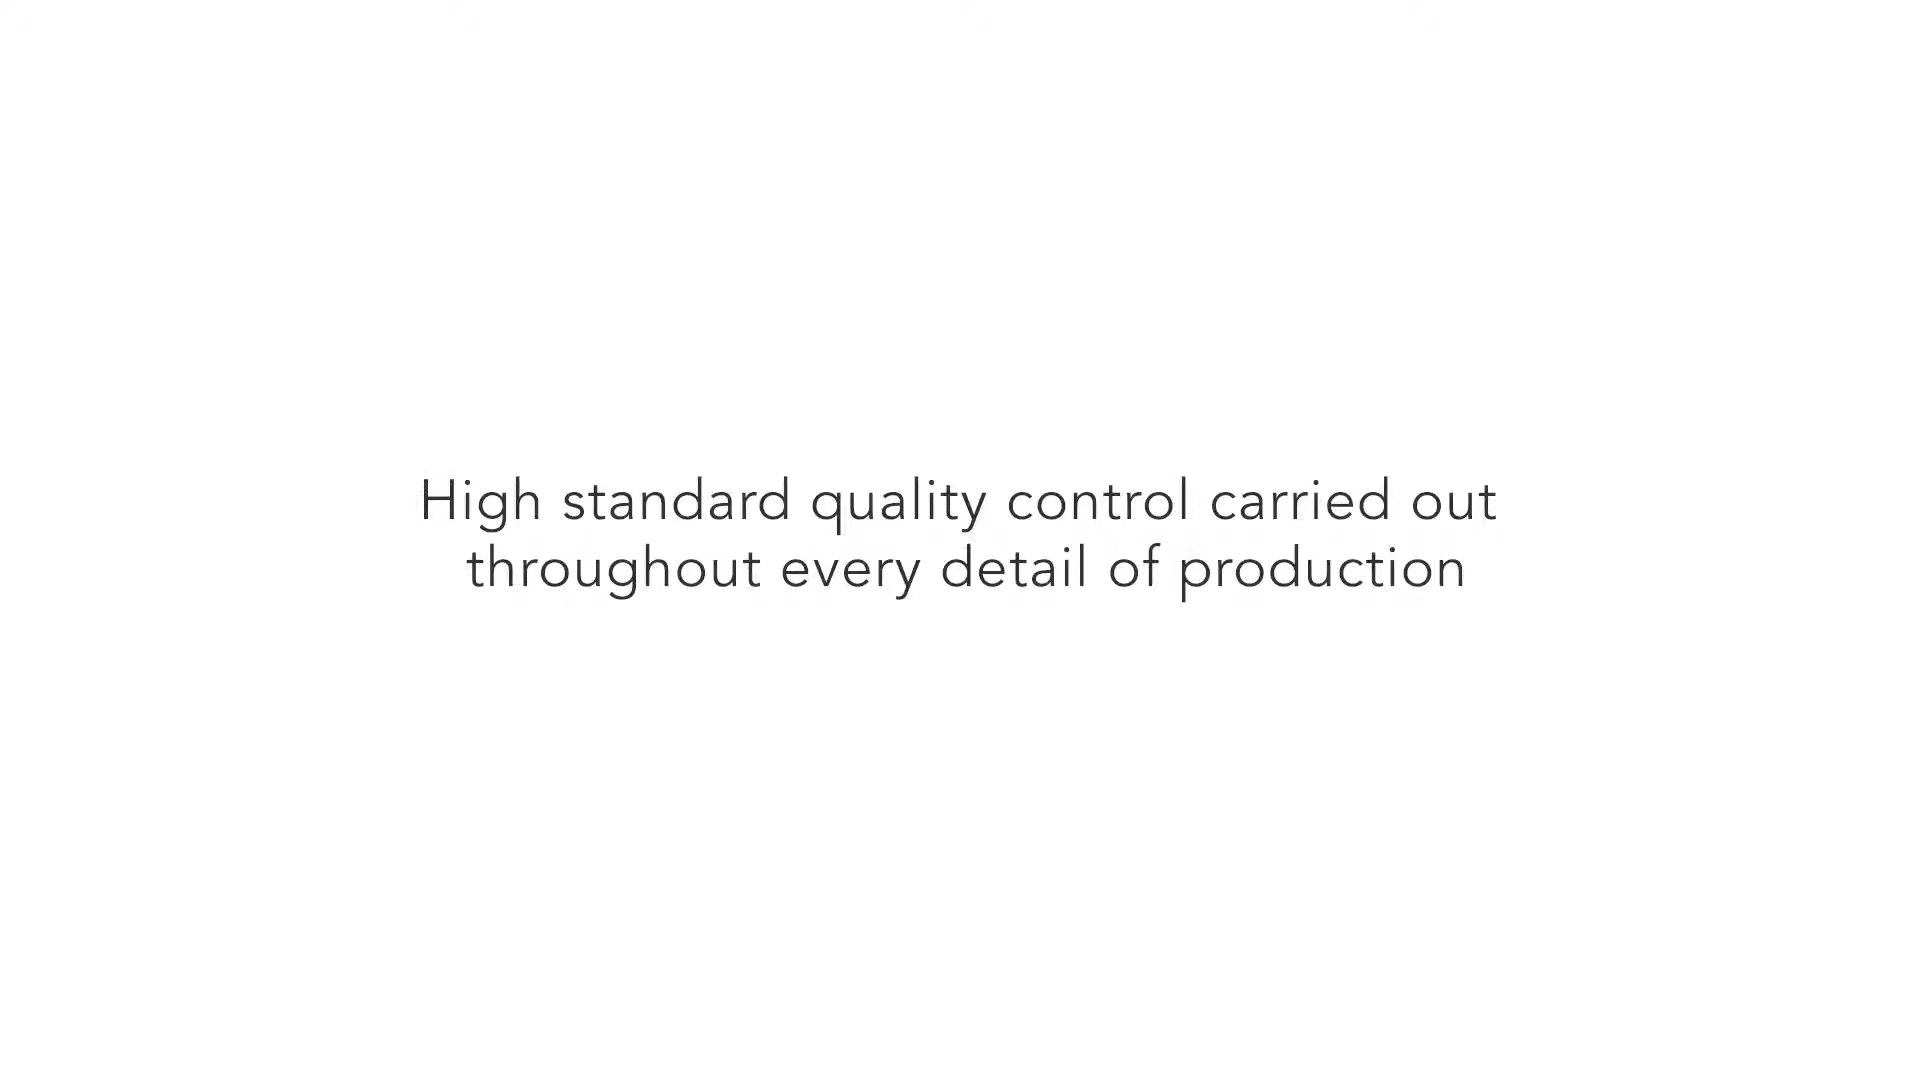 High standard quality control carried out
throughout every detail of production